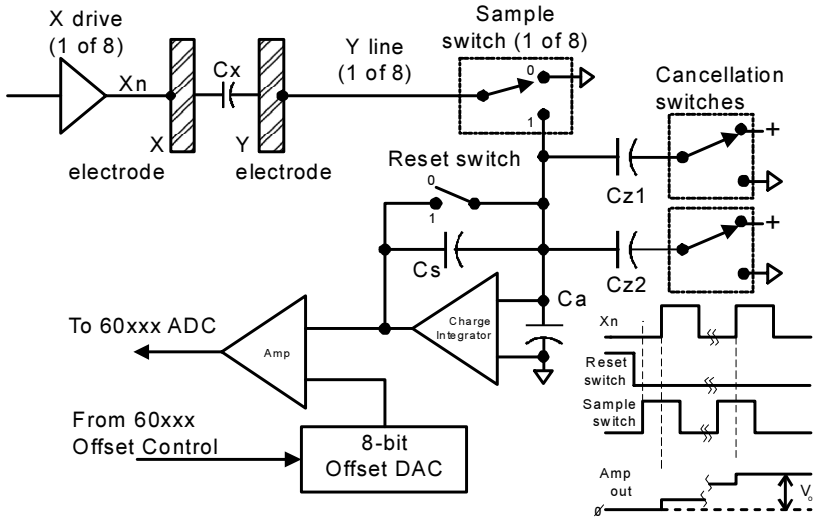 X drive
(1 of 8)
Xn
Cx
X
Y
electrode
electrode
Y line
(1 of 8)
Sample
switch (1 of 8)
0
1
Cancellation
switches
+
Cz1
+
Cz2
Reset switch
0
1
Cs
Ca
Charge
Integrator
Amp
To 60xxx ADC
From 60xxx
Offset Control
8-bit
Offset DAC
Xn
Reset
switch
Sample
switch
Amp
out
ø
Vo